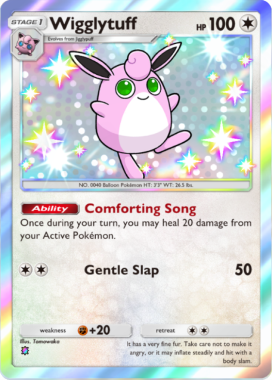 STAGE 1
Wigglytuff
HP 100
Evolves from Jigglypuff
NO. 0040 Balloon Pokémon HT: 3'3" WT: 26.5 lbs.
Ability Comforting Song
Once during your turn, you may heal 20 damage from
your Active Pokémon.
Gentle Slap 50
weakness +20 retreat
Illus. Tomowaka
It has a very fine fur. Take care not to make it
angry, or it may inflate steadily and hit with a
body slam.